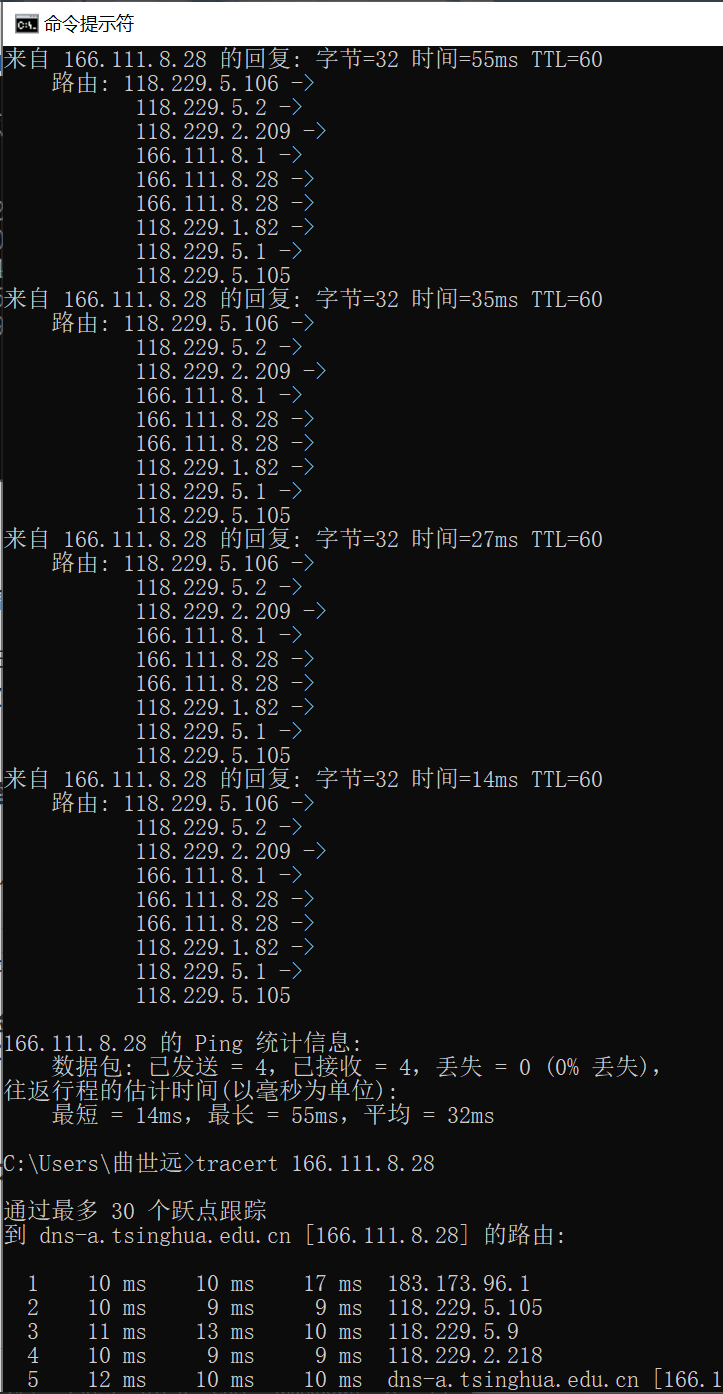 命令提示符
来自 166.111.8.28 的回复: 字节=32 时间=55ms TTL=60
    路由: 118.229.5.106 ->
           118.229.5.2 ->
           118.229.2.209 ->
           166.111.8.1 ->
           166.111.8.28 ->
           166.111.8.28 ->
           118.229.1.82 ->
           118.229.5.1 ->
           118.229.5.105
来自 166.111.8.28 的回复: 字节=32 时间=35ms TTL=60
    路由: 118.229.5.106 ->
           118.229.5.2 ->
           118.229.2.209 ->
           166.111.8.1 ->
           166.111.8.28 ->
           166.111.8.28 ->
           118.229.1.82 ->
           118.229.5.1 ->
           118.229.5.105
来自 166.111.8.28 的回复: 字节=32 时间=27ms TTL=60
    路由: 118.229.5.106 ->
           118.229.5.2 ->
           118.229.2.209 ->
           166.111.8.1 ->
           166.111.8.28 ->
           166.111.8.28 ->
           118.229.1.82 ->
           118.229.5.1 ->
           118.229.5.105
来自 166.111.8.28 的回复: 字节=32 时间=14ms TTL=60
    路由: 118.229.5.106 ->
           118.229.5.2 ->
           118.229.2.209 ->
           166.111.8.1 ->
           166.111.8.28 ->
           166.111.8.28 ->
           118.229.1.82 ->
           118.229.5.1 ->
           118.229.5.105
166.111.8.28 的 Ping 统计信息:
    数据包: 已发送 = 4，已接收 = 4，丢失 = 0 (0% 丢失)，
往返行程的估计时间(以毫秒为单位):
    最短 = 14ms，最长 = 55ms，平均 = 32ms
C:\Users\曲世远>tracert 166.111.8.28
通过最多 30 个跃点跟踪
到 dns-a.tsinghua.edu.cn [166.111.8.28] 的路由:
  1    10 ms    10 ms    17 ms  183.173.96.1
  2    10 ms     9 ms     9 ms  118.229.5.105
  3    11 ms    13 ms    10 ms  118.229.5.9
  4    10 ms     9 ms     9 ms  118.229.2.218
  5    12 ms    10 ms    10 ms  dns-a.tsinghua.edu.cn [166.1